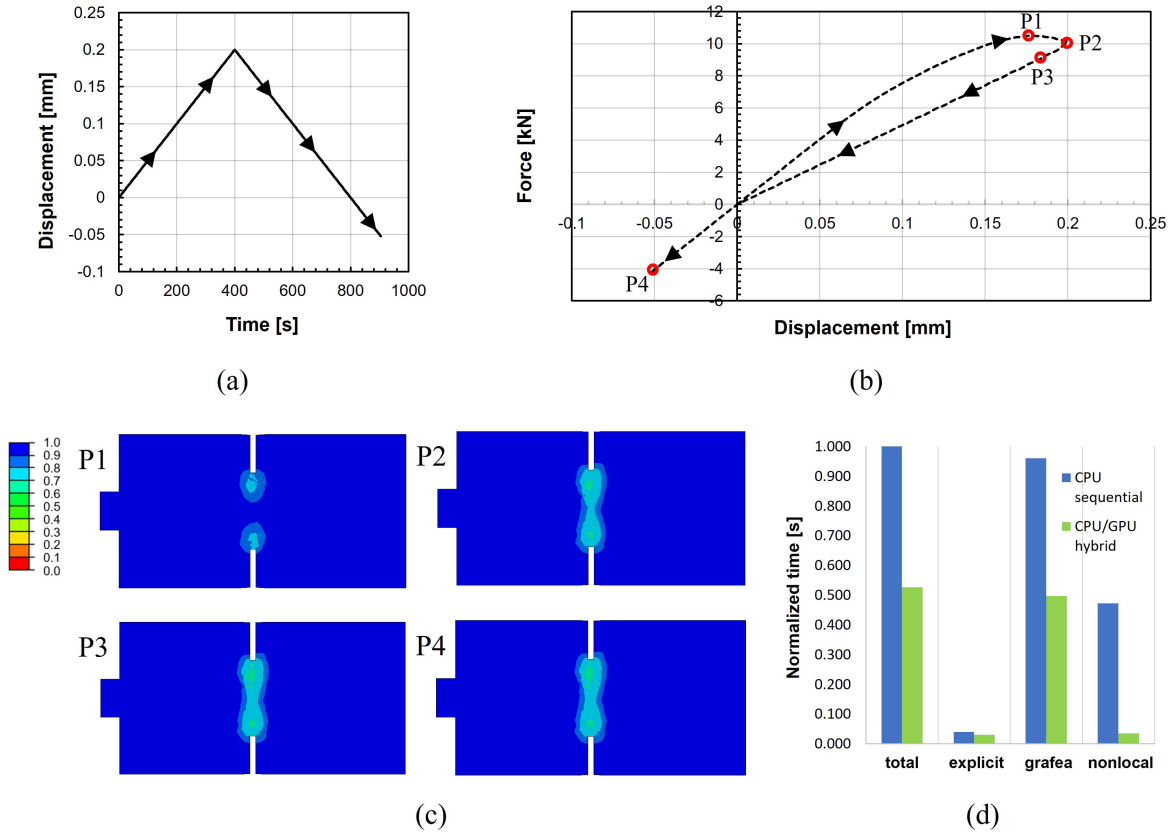 Displacement [mm]
0.2
0.15
0.1
0.05
0
-0.05
-0.1
0 200 400 600 800 1000
Time [s]
(a)
Force [kN]
12
10
8
6
4
2
0
-2
-4
-6
-0.1 -0.05 0 0.05 0.1 0.15 0.2 0.25
P1
P2
P3
P4
Displacement [mm]
(b)
1.0
0.9
0.8
0.7
0.6
0.5
0.4
0.3
0.2
0.1
0.0
P1
P2
P3
P4
(c)
Normalized time [s]
1.000
0.900
0.800
0.700
0.600
0.500
0.400
0.300
0.200
0.100
0.000
CPU
sequential
CPU/GPU
hybrid
total explicit grafea nonlocal
(d)